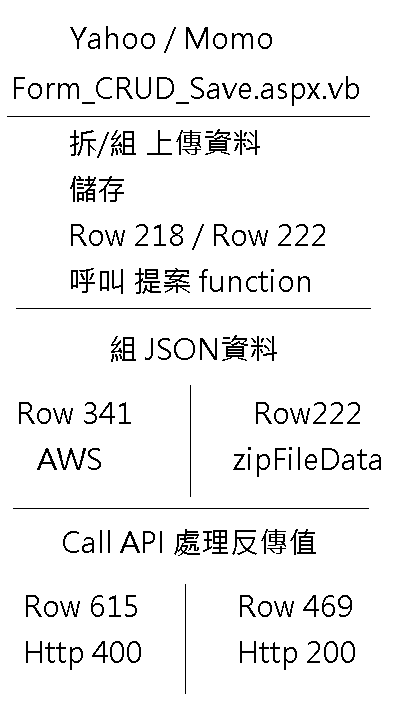 Yahoo / Momo
Form_CRUD_Save.aspx.vb
拆/組 上傳資料
儲存
Row 218 / Row 222
呼叫 提案 function
組 JSON資料
Row 341
AWS
Row222
zipFileData
Call API 處理反傳值
Row 615
Http 400
Row 469
Http 200